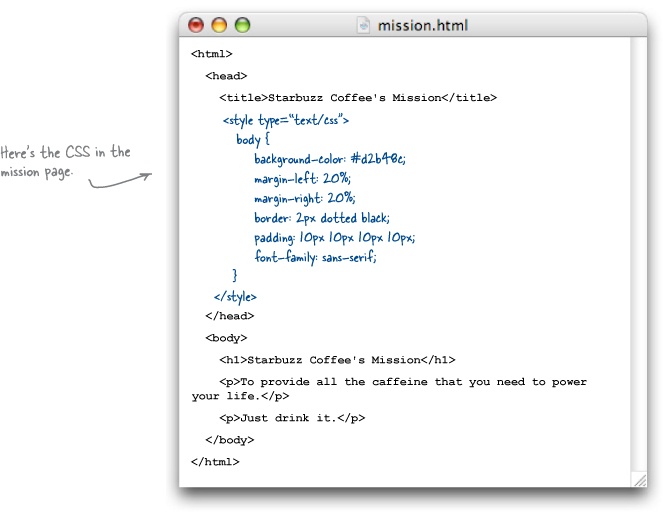 mission.html
<html>
<head>
<title>Starbuzz Coffee's Mission</title>
<style type="text/css">
body {
background-color: #d2b48c;
margin-left: 20%;
margin-right: 20%;
border: 2px dotted black;
padding: 10px 10px 10px 10px;
font-family: sans-serif;
}
</style>
</head>
<body>
<h1>Starbuzz Coffee's Mission</h1>
<p>To provide all the caffeine that you need to power
your life.</p>
<p>Just drink it.</p>
</body>
</html>
Here's the CSS in the
mission page.